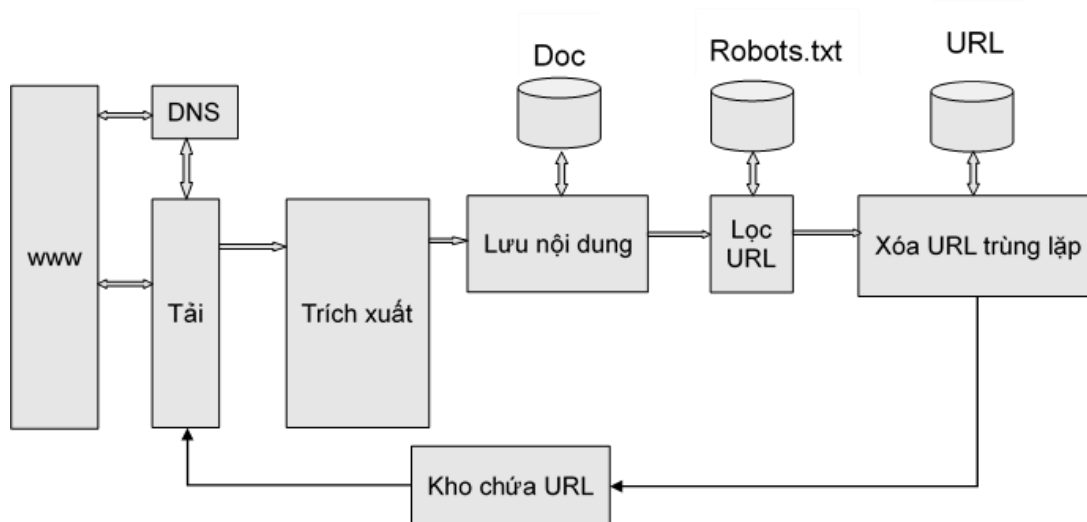 Doc
Robots.txt
URL
DNS
www
Tải
Trích xuất
Lưu nội dung
Lọc
URL
Xóa URL trùng lặp
Kho chứa URL